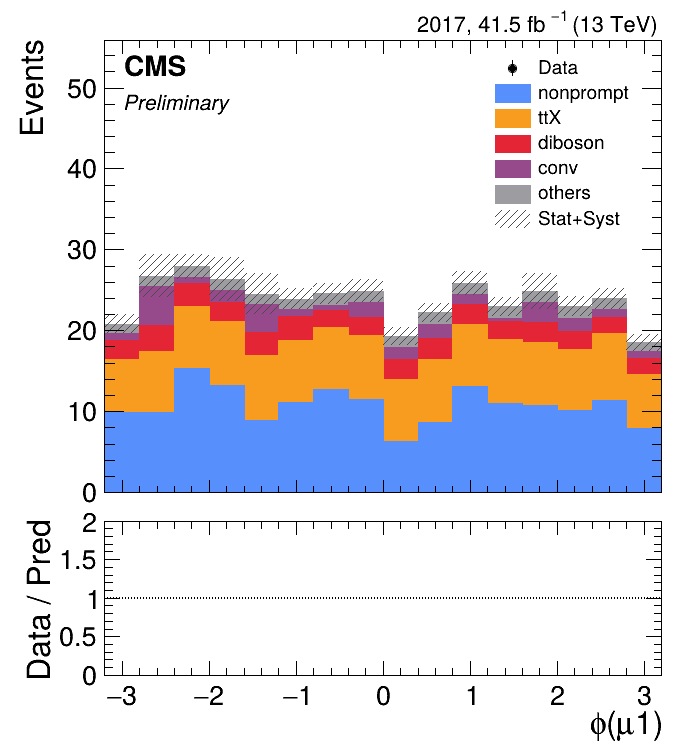 2017, 41.5 fb⁻¹ (13 TeV)
CMS
Preliminary
Events
Data
nonprompt
ttX
diboson
conv
others
Stat+Syst
50
40
30
20
10
0
Data / Pred
2
1.5
1
0.5
0
−3 −2 −1 0 1 2 3
ϕ(μ1)